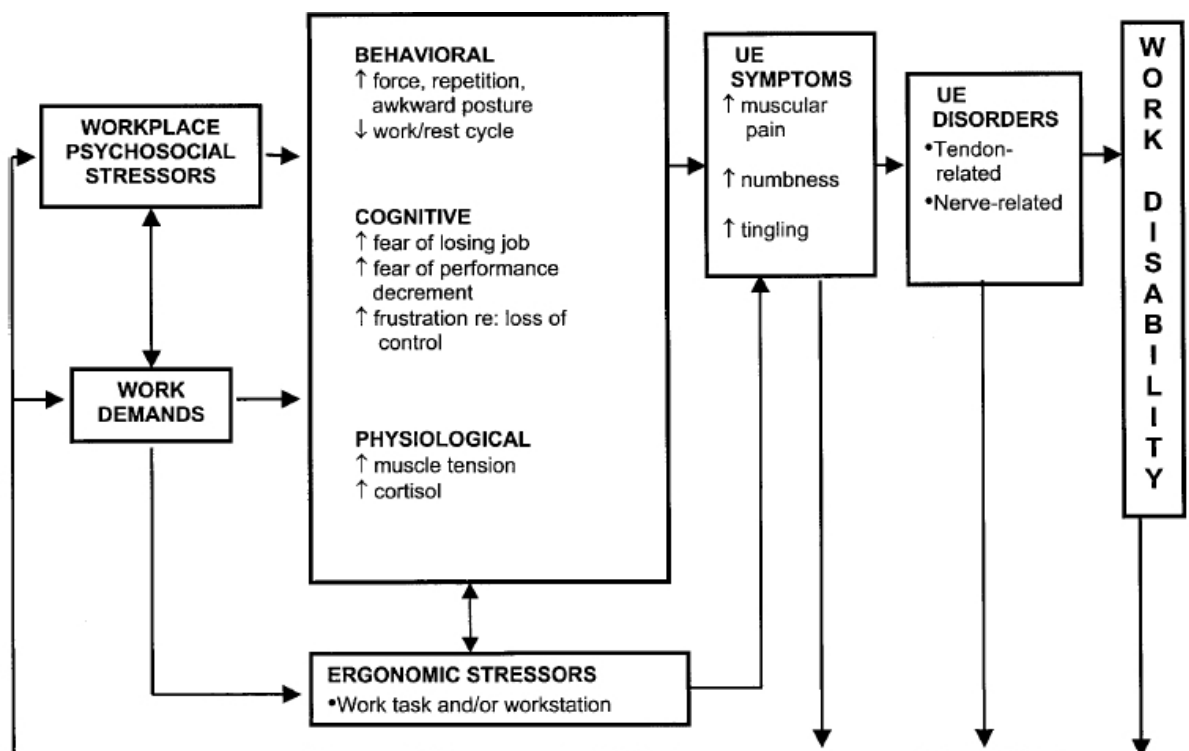 WORKPLACE
PSYCHOSOCIAL
STRESSORS
WORK
DEMANDS
BEHAVIORAL
↑ force, repetition,
awkward posture
↓ work/rest cycle
COGNITIVE
↑ fear of losing job
↑ fear of performance
decrement
↑ frustration re: loss of
control
PHYSIOLOGICAL
↑ muscle tension
↑ cortisol
ERGONOMIC STRESSORS
•Work task and/or workstation
UE
SYMPTOMS
↑ muscular
pain
↑ numbness
↑ tingling
UE
DISORDERS
•Tendon-
related
•Nerve-related
WORK DISABILITY